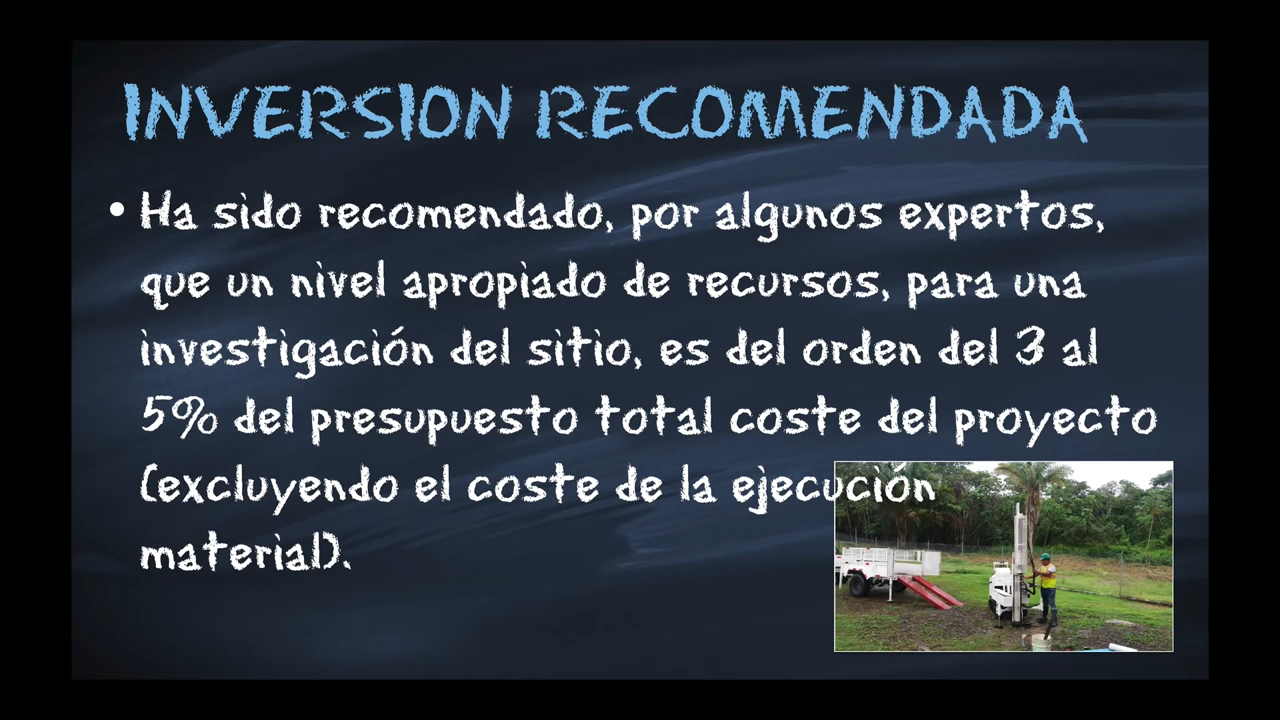 INVERSION RECOMENDADA
• Ha sido recomendado, por algunos expertos,
que un nivel apropiado de recursos, para una
investigación del sitio, es del orden del 3 al
5% del presupuesto total coste del proyecto
(excluyendo el coste de la ejecución
material).